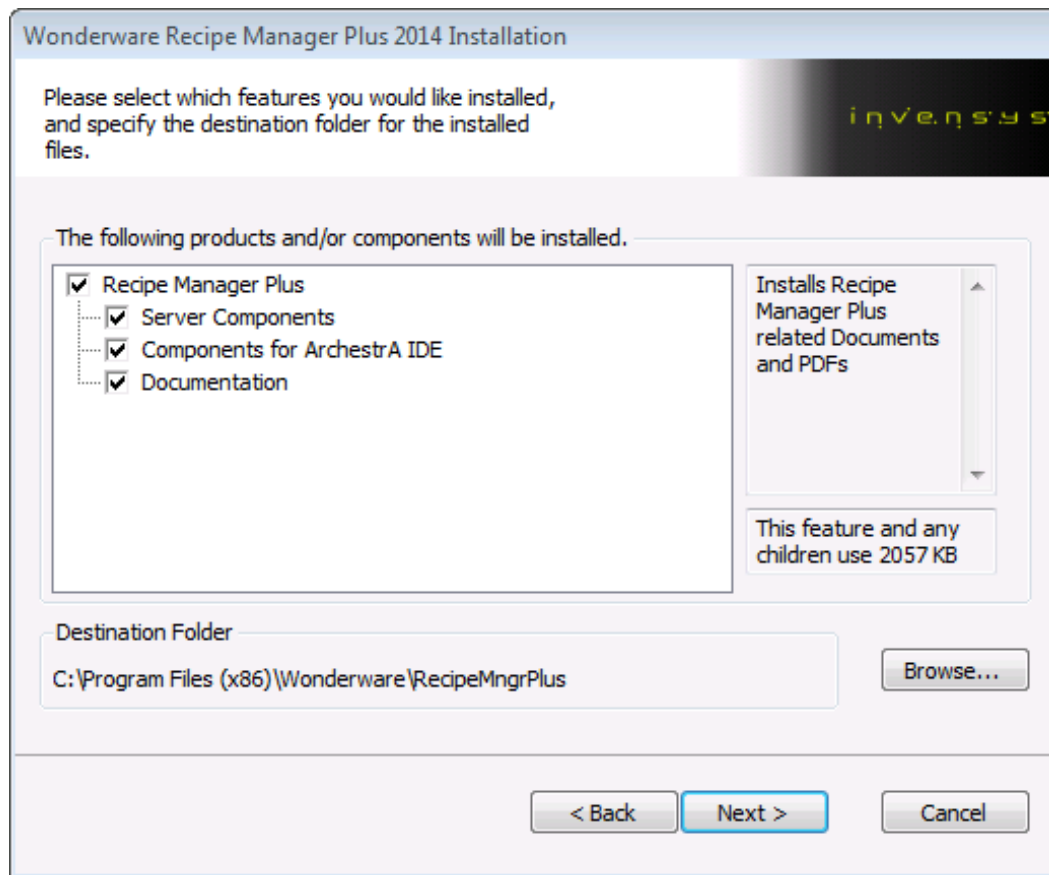 Wonderware Recipe Manager Plus 2014 Installation
Please select which features you would like installed,
and specify the destination folder for the installed
files.
invensys
The following products and/or components will be installed.
Recipe Manager Plus
Server Components
Components for ArchestrA IDE
Documentation
Installs Recipe
Manager Plus
related Documents
and PDFs
This feature and any
children use 2057 KB
Destination Folder
C:\Program Files (x86)\Wonderware\RecipeMngrPlus
Browse...
< Back
Next >
Cancel